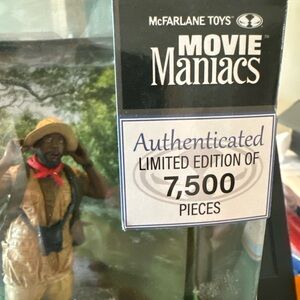 McFARLANE TOYS
MOVIE
Maniacs
Authenticated
LIMITED EDITION OF
7,500
PIECES